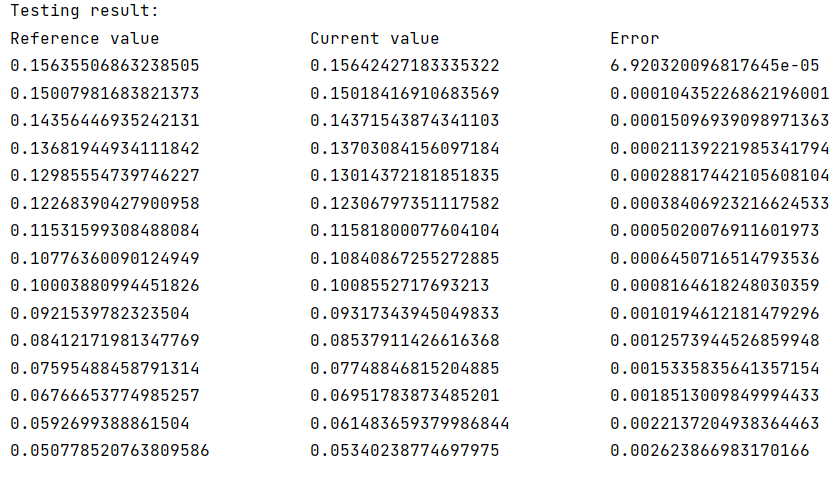 Testing result:
Reference value Current value Error
0.15635506863238505 0.15642427183335322 6.920320096817645e-05
0.15007981683821373 0.15018416910683569 0.00010435226862196001
0.14356446935242131 0.14371543874341103 0.00015096939098971363
0.13681944934111842 0.13703084156097184 0.00021139221985341794
0.12985554739746227 0.13014372181851835 0.00028817442105608104
0.12268390427900958 0.12306797351117582 0.00038406923216624533
0.11531599308488084 0.11581800077604104 0.0005020076911601973
0.10776360090124949 0.10840867255272885 0.0006450716514793536
0.10003880994451826 0.1008552717693213 0.0008164618248030359
0.0921539782323504 0.09317343945049833 0.0010194612181479296
0.08412171981347769 0.08537911426616368 0.0012573944526859948
0.07595488458791314 0.07748846815204885 0.0015335835641357154
0.06766653774985257 0.06951783873485201 0.0018513009849994433
0.0592699388861504 0.061483659379986844 0.0022137204938364463
0.050778520763809586 0.05340238774697975 0.002623866983170166